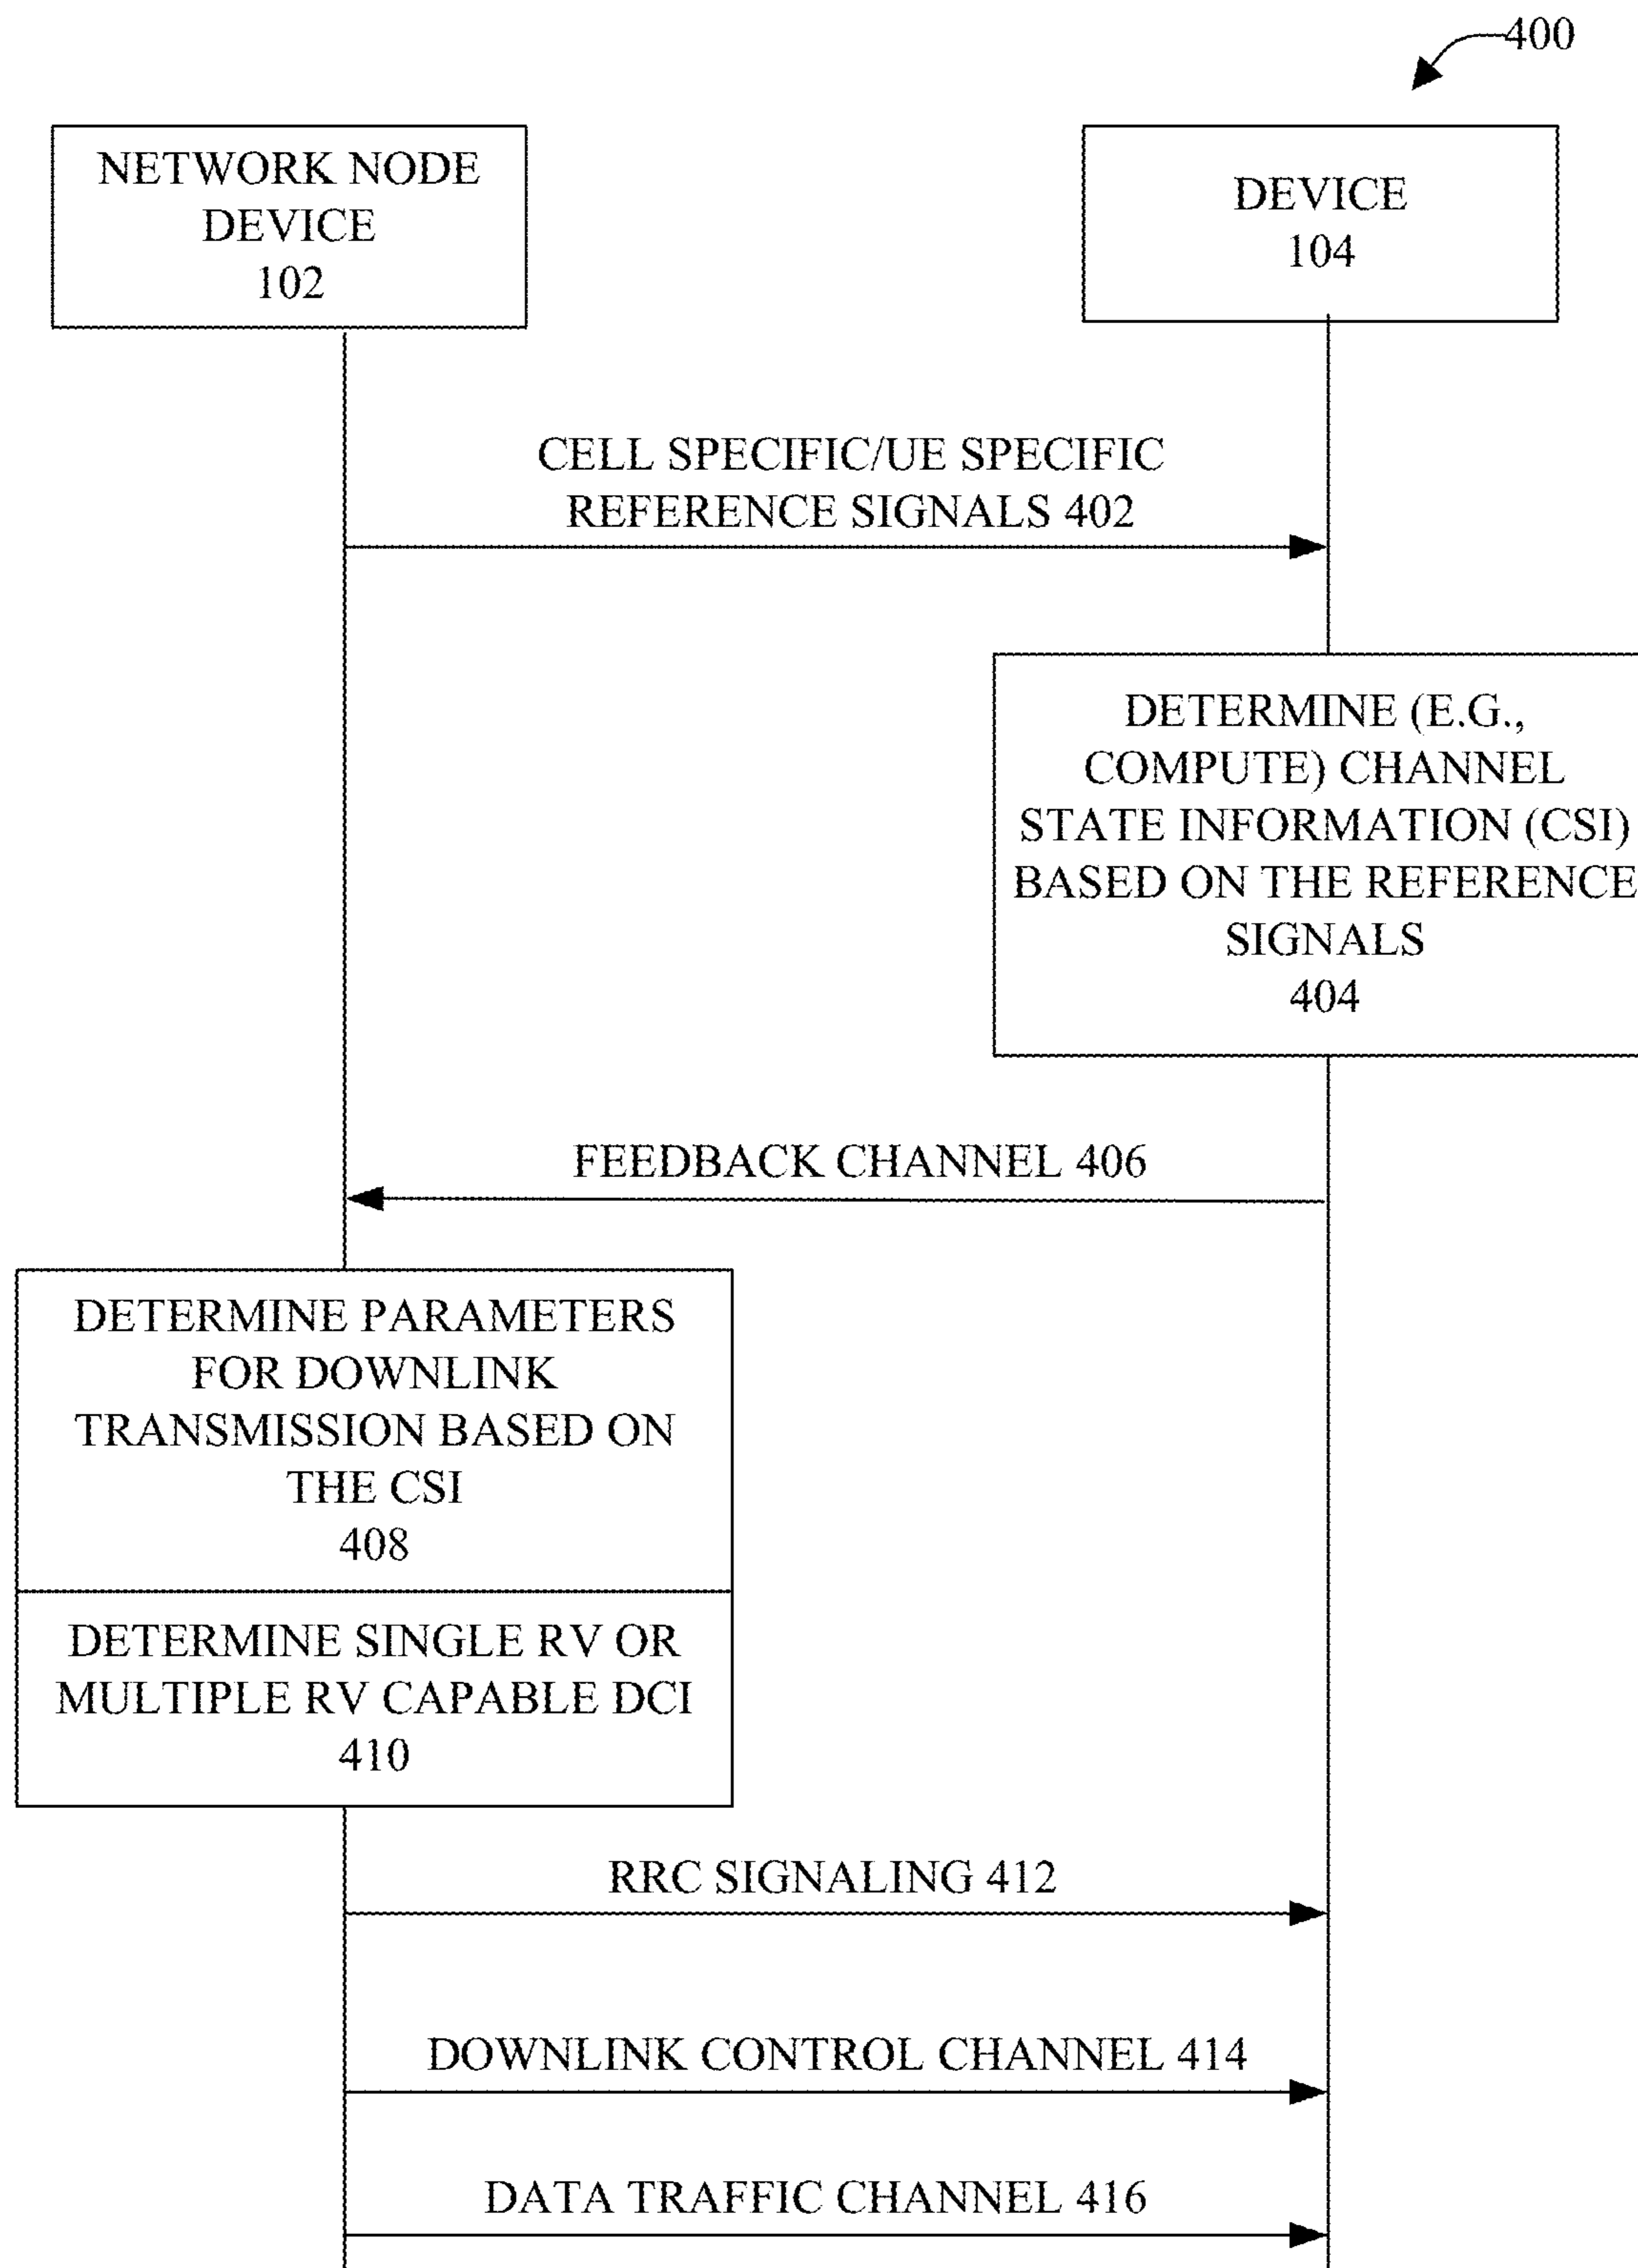 400
NETWORK NODE
DEVICE
102
DEVICE
104
CELL SPECIFIC/UE SPECIFIC
REFERENCE SIGNALS 402
DETERMINE (E.G.,
COMPUTE) CHANNEL
STATE INFORMATION (CSI)
BASED ON THE REFERENCE
SIGNALS
404
FEEDBACK CHANNEL 406
DETERMINE PARAMETERS
FOR DOWNLINK
TRANSMISSION BASED ON
THE CSI
408
DETERMINE SINGLE RV OR
MULTIPLE RV CAPABLE DCI
410
RRC SIGNALING 412
DOWNLINK CONTROL CHANNEL 414
DATA TRAFFIC CHANNEL 416